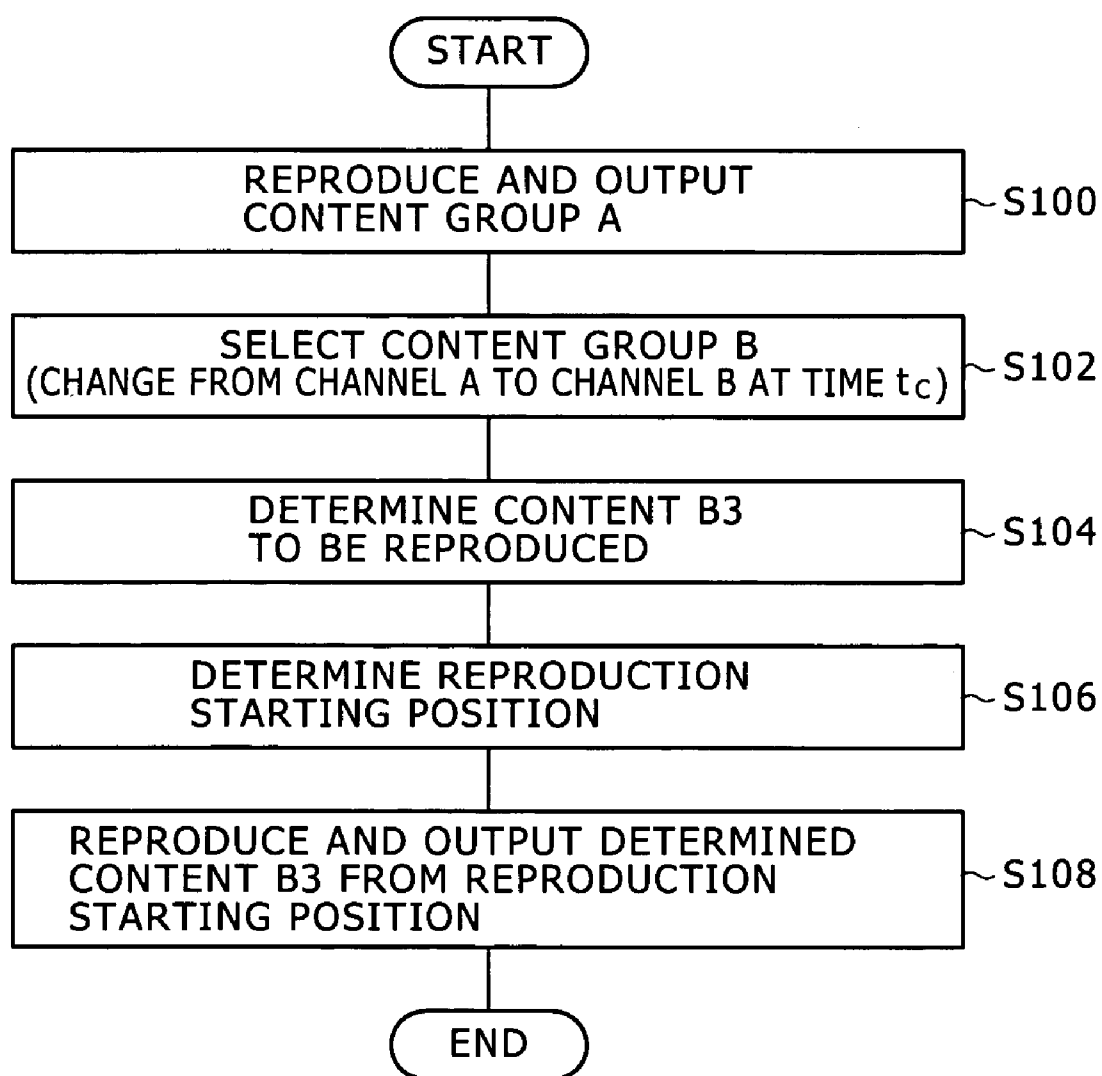 START
REPRODUCE AND OUTPUT
CONTENT GROUP A
S100
SELECT CONTENT GROUP B
(CHANGE FROM CHANNEL A TO CHANNEL B AT TIME tC)
S102
DETERMINE CONTENT B3
TO BE REPRODUCED
S104
DETERMINE REPRODUCTION
STARTING POSITION
S106
REPRODUCE AND OUTPUT DETERMINED
CONTENT B3 FROM REPRODUCTION
STARTING POSITION
S108
END